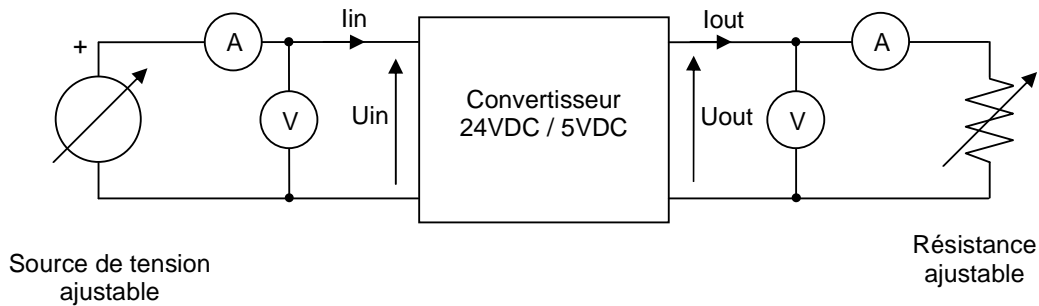 Iin
Iout
+
A
A
V
Uin
Convertisseur
24VDC / 5VDC
Uout
V
Source de tension
ajustable
Résistance
ajustable